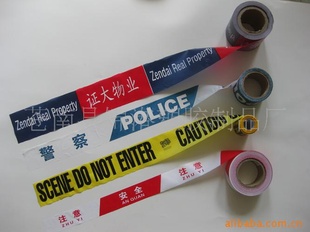 Zendai Real Property 证大物业 Zendai Real Property
警察 POLICE
SCENE DO NOT ENTER CAUTION
注意 ZHU YI 安全 AN QUAN 注意 ZHU YI